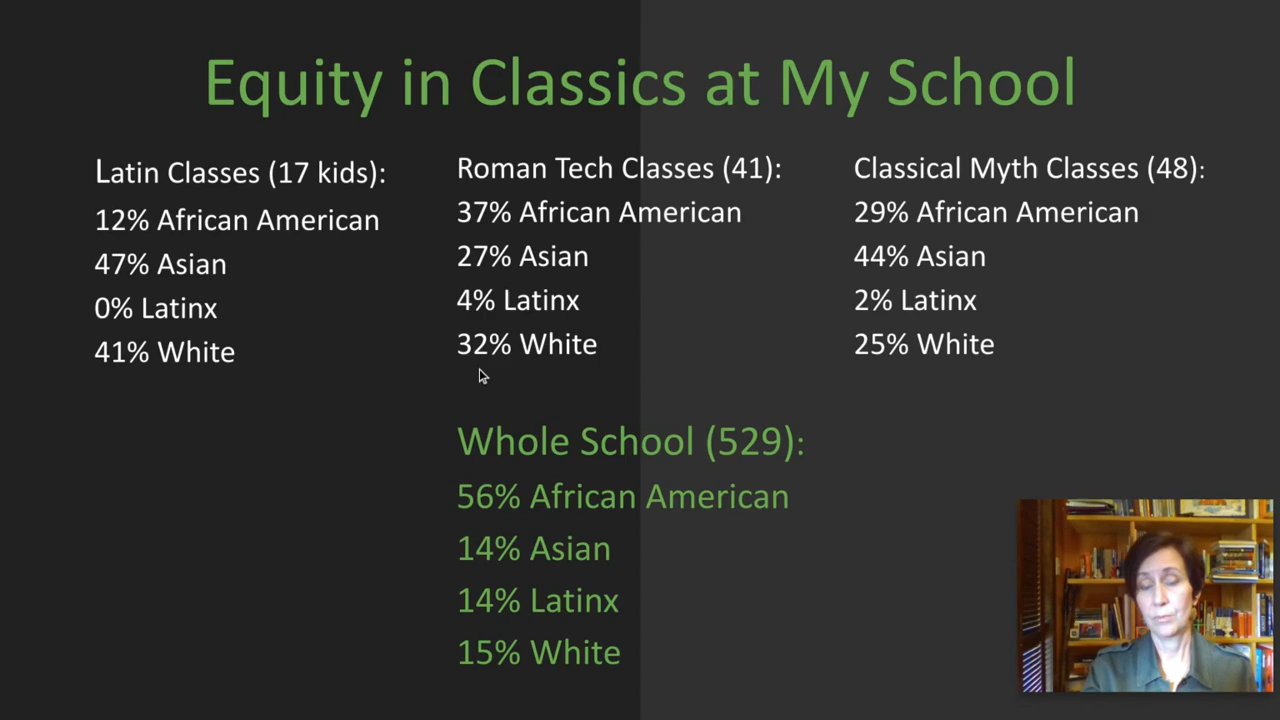 Equity in Classics at My School
Latin Classes (17 kids):
12% African American
47% Asian
0% Latinx
41% White
Roman Tech Classes (41):
37% African American
27% Asian
4% Latinx
32% White
Classical Myth Classes (48):
29% African American
44% Asian
2% Latinx
25% White
Whole School (529):
56% African American
14% Asian
14% Latinx
15% White